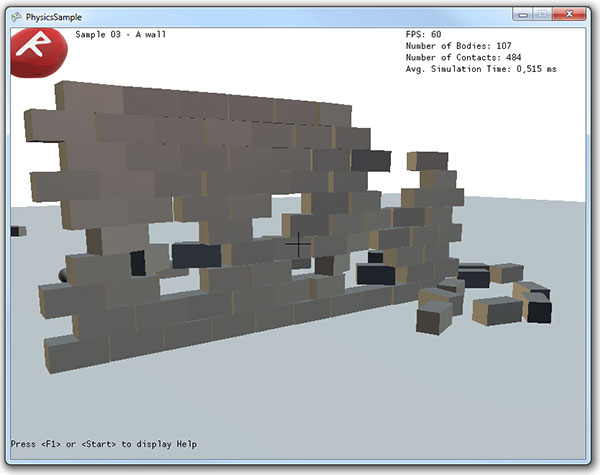 PhysicsSample
Sample 03 - A wall
FPS: 60
Number of Bodies: 107
Number of Contacts: 484
Avg. Simulation Time: 0,515 ms
R
Press <F1> or <Start> to display Help